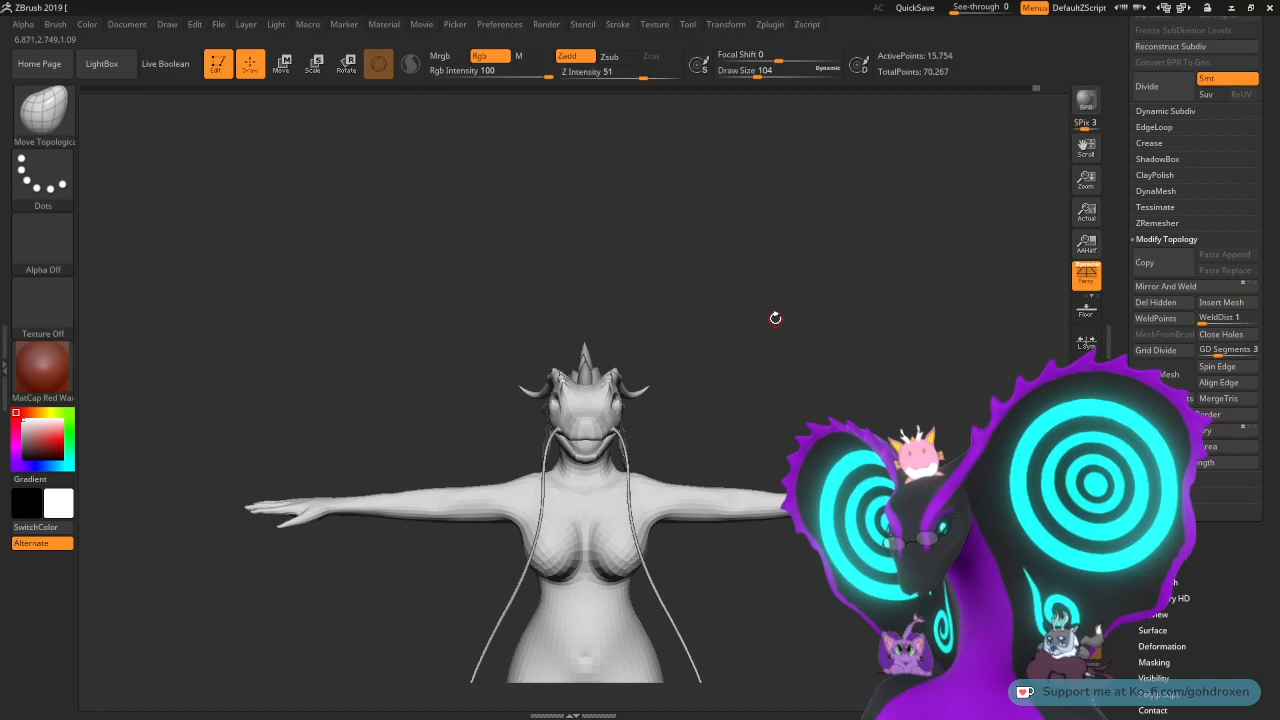 ZBrush 2019 [
AC QuickSave See-through 0 Menus DefaultZScript
Alpha Brush Color Document Draw Edit File Layer Light Macro Marker Material Movie Picker Preferences Render Stencil Stroke Texture Tool Transform Zplugin Zscript
6.871,2.749,1.09
Home Page LightBox Live Boolean Edit Draw Move Scale Rotate
Mrgb Rgb M Zadd Zsub Zcut
Rgb Intensity 100 Z Intensity 51
Focal Shift 0
Draw Size 104 Dynamic
ActivePoints: 15,754
TotalPoints: 70,267
Move Topologica
Dots
Alpha Off
Texture Off
MatCap Red Wax
Gradient
SwitchColor
Alternate
BPR
SPix 3
Scroll
Zoom
Actual
AAHalf
Dynamic
Persp
Floor
L.Sym
Freeze SubDivision Levels
Reconstruct Subdiv
Convert BPR To Geo
Divide Smt
Suv ReUV
Dynamic Subdiv
EdgeLoop
Crease
ShadowBox
ClayPolish
DynaMesh
Tessimate
ZRemesher
Modify Topology
Copy Paste Append
Paste Replace
Mirror And Weld
Del Hidden Insert Mesh
WeldPoints WeldDist 1
MeshFromBrush Close Holes
Grid Divide GD Segments 3
Spin Edge
Align Edge
MergeTris
Surface
Deformation
Masking
Visibility
Contact
Support me at Ko-fi.com/gohdroxen